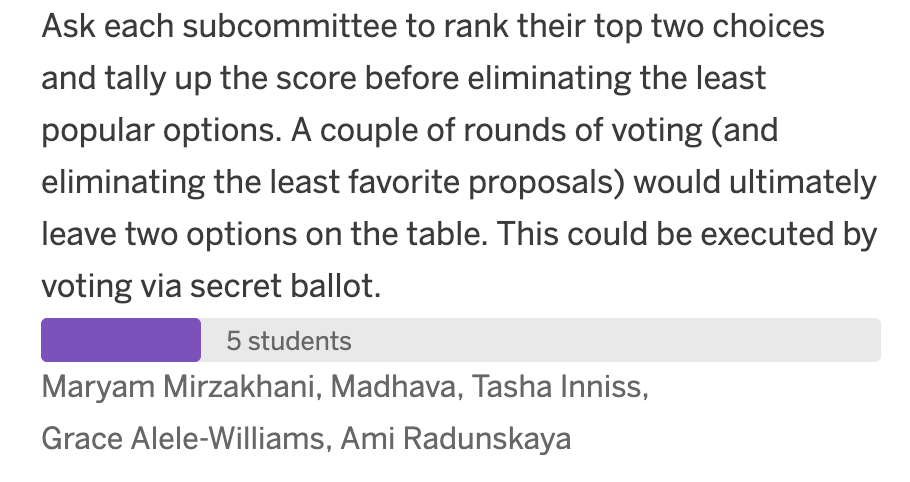 Ask each subcommittee to rank their top two choices
and tally up the score before eliminating the least
popular options. A couple of rounds of voting (and
eliminating the least favorite proposals) would ultimately
leave two options on the table. This could be executed by
voting via secret ballot.
5 students
Maryam Mirzakhani, Madhava, Tasha Inniss,
Grace Alele-Williams, Ami Radunskaya